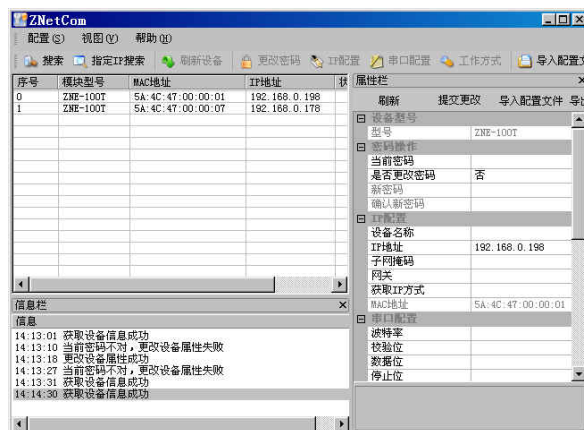 ZNetCom
配置(S) 视图(V) 帮助(H)
搜索 指定IP搜索 刷新设备 更改密码 IP配置 串口配置 工作方式 导入配置文
序号 模块型号 MAC地址 IP地址 状
0 ZNE-100T 5A:4C:47:00:00:01 192.168.0.198
1 ZNE-100T 5A:4C:47:00:00:07 192.168.0.178
属性栏
刷新 提交更改 导入配置文件 导出
设备型号
型号 ZNE-100T
密码操作
当前密码
是否更改密码 否
新密码
确认新密码
IP配置
设备名称
IP地址 192.168.0.198
子网掩码
网关
获取IP方式
MAC地址 5A:4C:47:00:00:01
串口配置
波特率
校验位
数据位
停止位
信息栏
信息
14:13:01 获取设备信息成功
14:13:10 当前密码不对，更改设备属性失败
14:13:18 更改设备属性成功
14:13:27 当前密码不对，更改设备属性失败
14:13:31 获取设备信息成功
14:14:30 获取设备信息成功